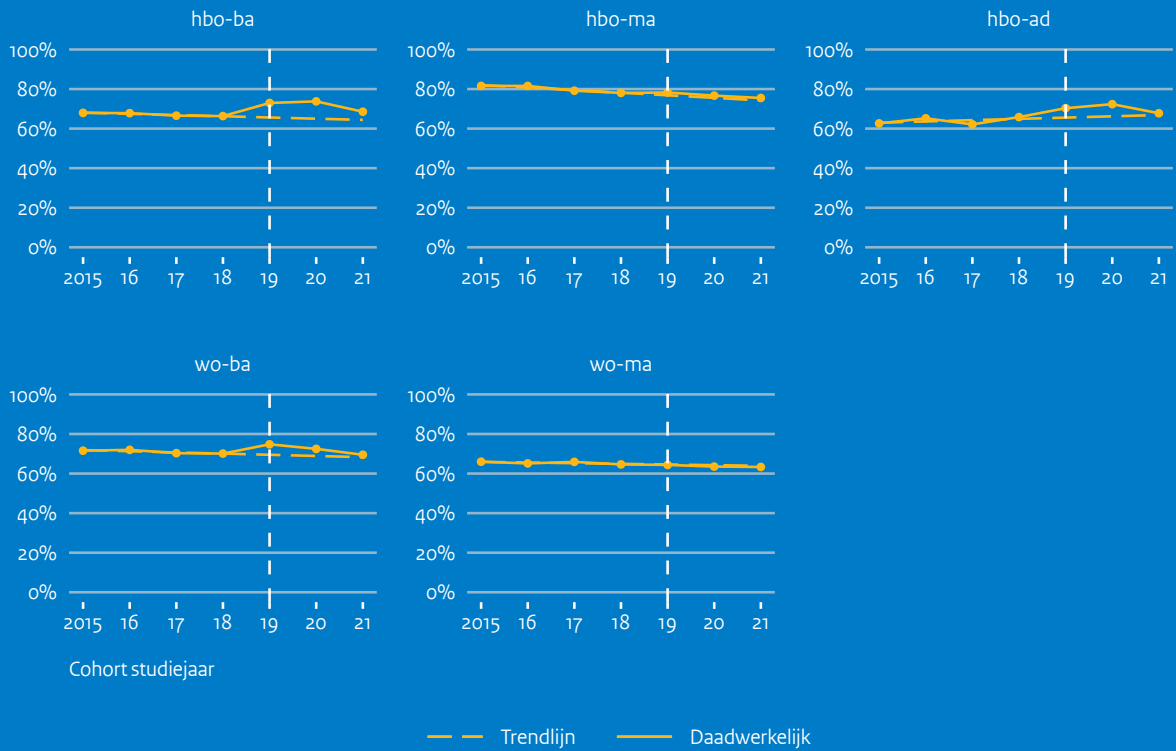 hbo-ba hbo-ma hbo-ad
100% 100% 100%
80% 80% 80%
60% 60% 60%
40% 40% 40%
20% 20% 20%
0% 0% 0%
2015 16 17 18 19 20 21 2015 16 17 18 19 20 21 2015 16 17 18 19 20 21
wo-ba wo-ma
100% 100%
80% 80%
60% 60%
40% 40%
20% 20%
0% 0%
2015 16 17 18 19 20 21 2015 16 17 18 19 20 21
Cohort studiejaar
Trendlijn Daadwerkelijk